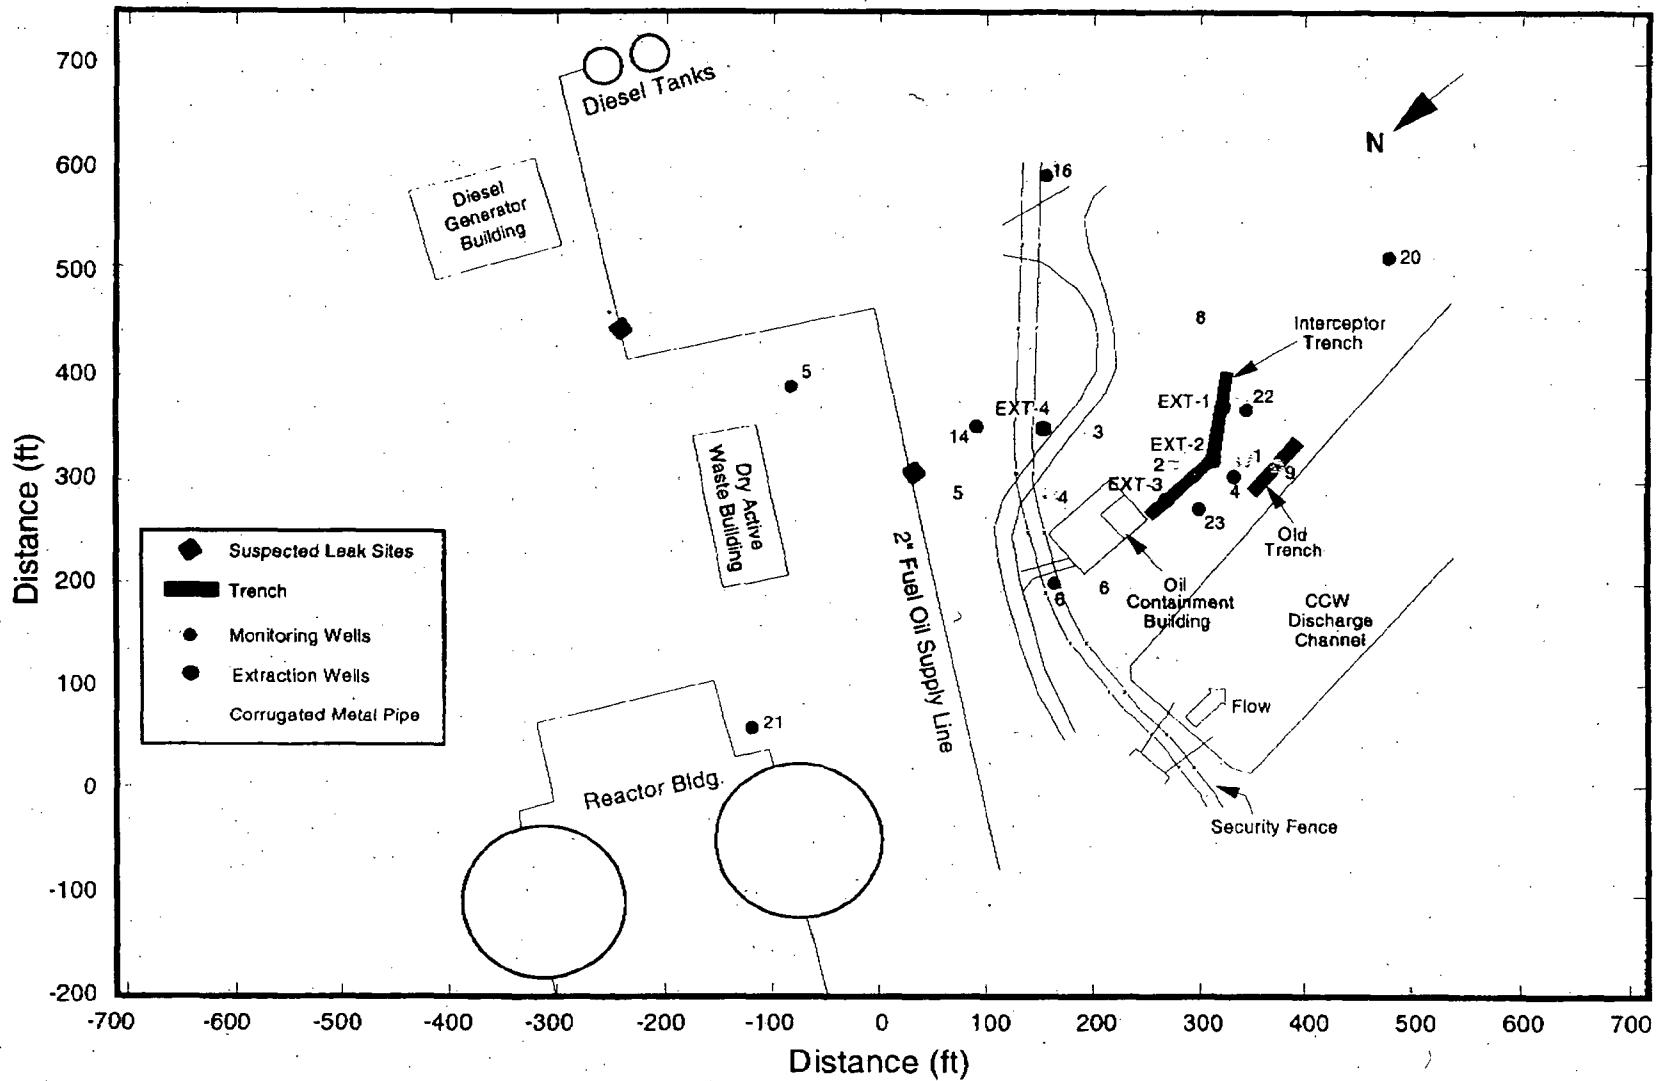 700
600
500
400
300
200
100
0
-100
-200
Distance (ft)
-700
-600
-500
-400
-300
-200
-100
0
100
200
300
400
500
600
700
Distance (ft)
Diesel Tanks
Diesel
Generator
Building
N
16
20
8
Interceptor
Trench
5
EXT-4
14
3
EXT-1
22
EXT-2
2
1
9
EXT-3
4
23
5
4
Dry Active
Waste Building
Old
Trench
2" Fuel Oil Supply Line
6
6
Oil
Containment
Building
CCW
Discharge
Channel
Flow
21
Reactor Bldg.
Security Fence
Suspected Leak Sites
Trench
Monitoring Wells
Extraction Wells
Corrugated Metal Pipe